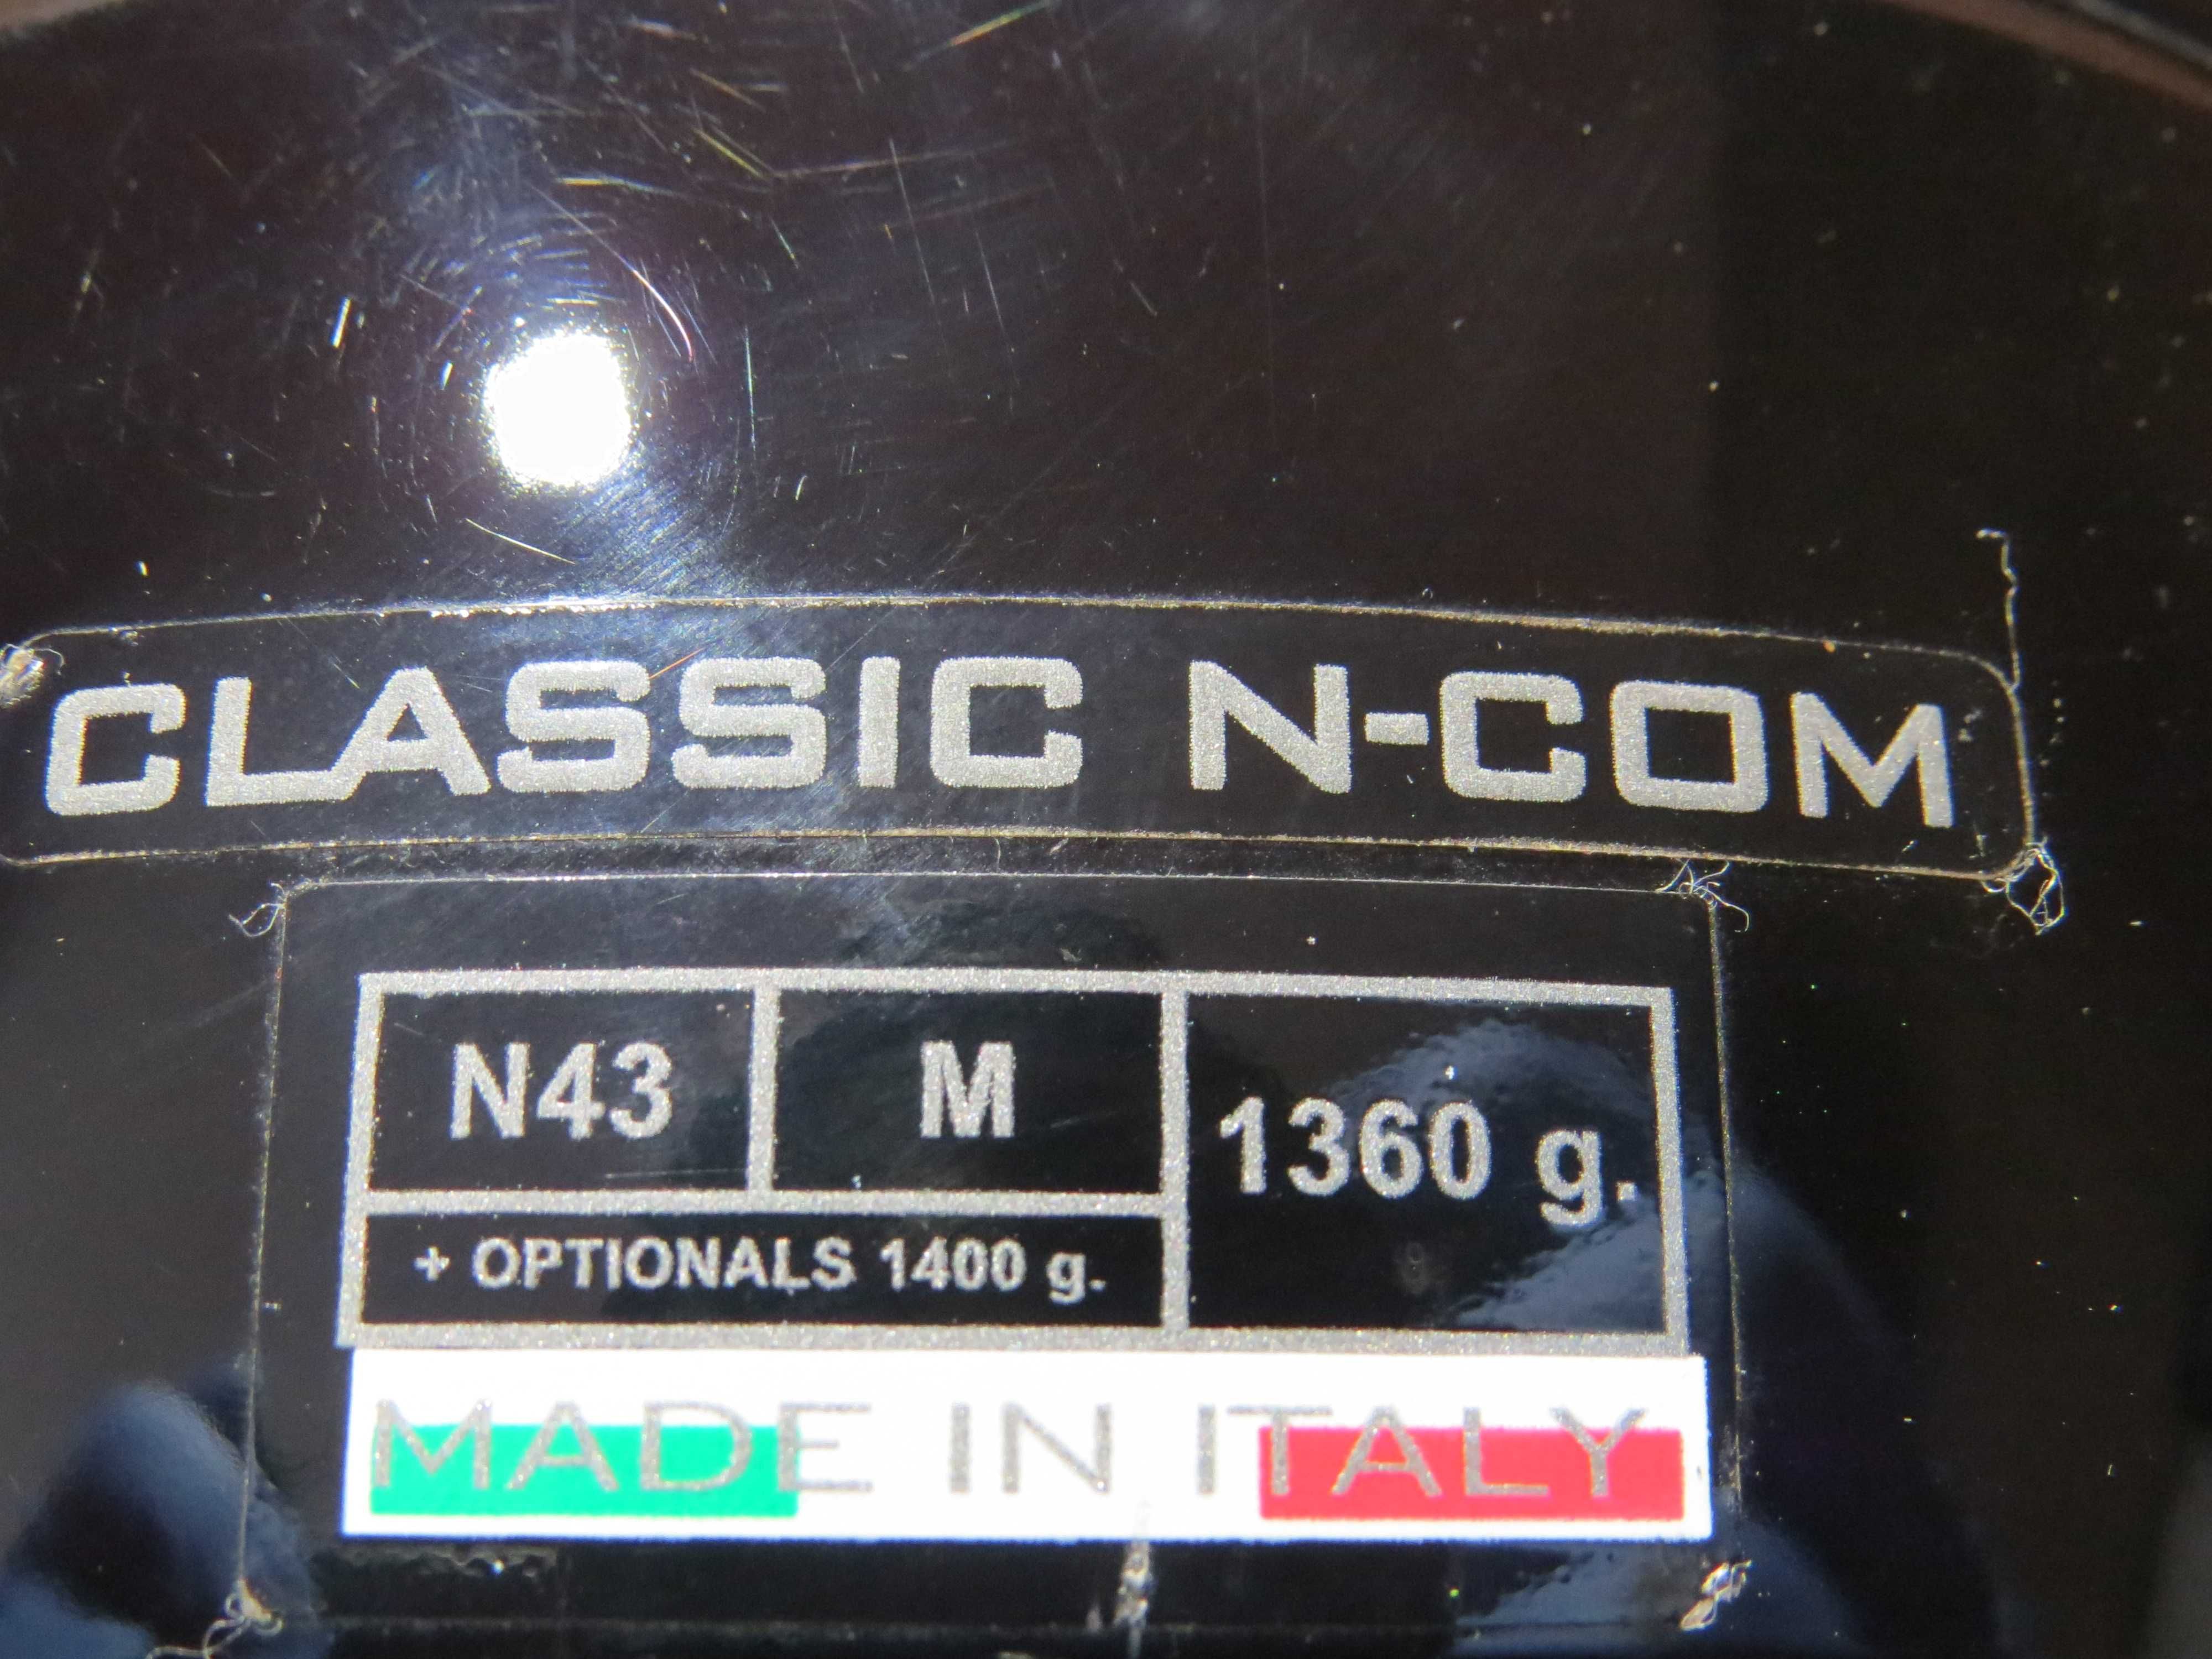 CLASSIC N-COM
N43 M 1360 g.
+ OPTIONALS 1400 g.
MADE IN ITALY